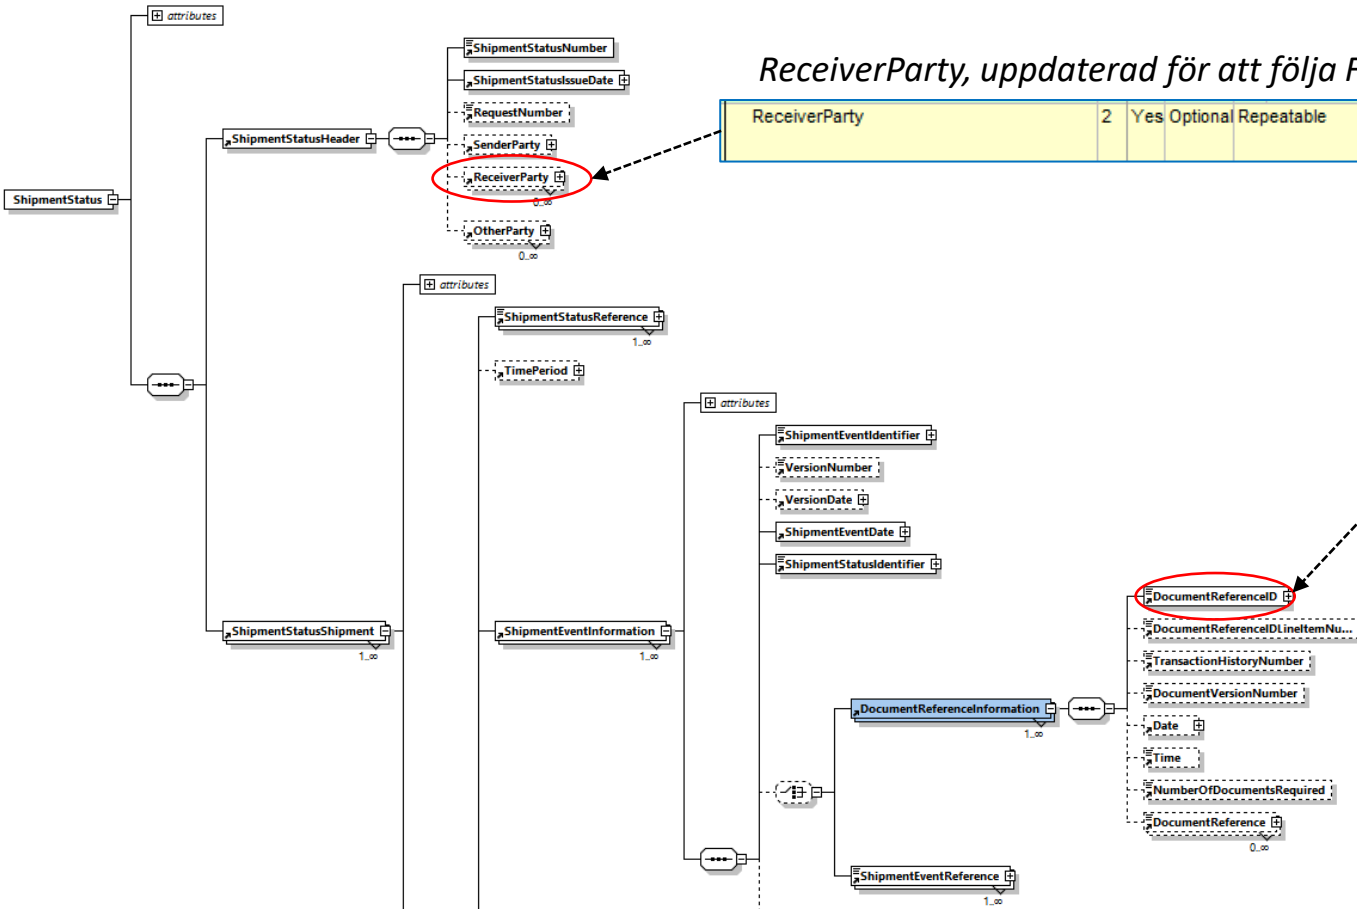 attributes
ShipmentStatusNumber
ReceiverParty, uppdaterad för att följa
ShipmentStatusIssueDate
RequestNumber
ReceiverParty 2 Yes Optional Repeatable
ShipmentStatusHeader
SenderParty
ReceiverParty
0..∞
ShipmentStatus
OtherParty
0..∞
attributes
ShipmentStatusReference
1..∞
TimePeriod
attributes
ShipmentEventIdentifier
VersionNumber
VersionDate
ShipmentEventDate
ShipmentStatusIdentifier
DocumentReferenceID
ShipmentStatusShipment
1..∞
ShipmentEventInformation
1..∞
DocumentReferenceIDLineItemNu...
TransactionHistoryNumber
DocumentVersionNumber
DocumentReferenceInformation
1..∞
Date
Time
NumberOfDocumentsRequired
DocumentReference
0..∞
ShipmentEventReference
1..∞